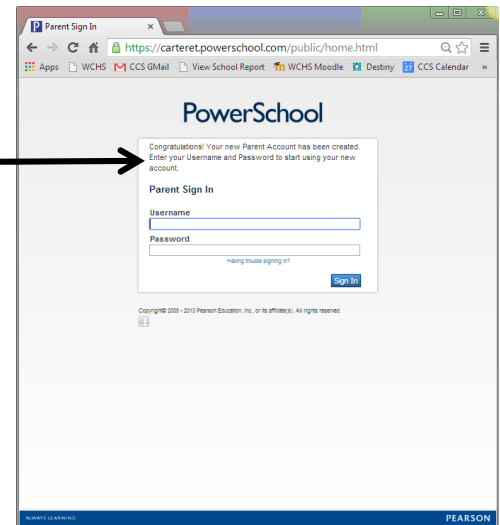 Parent Sign In
https://carteret.powerschool.com/public/home.html
Apps WCHS CCS GMail View School Report WCHS Moodle Destiny 27 CCS Calendar »
PowerSchool
Congratulations! Your new Parent Account has been created.
Enter your Username and Password to start using your new
account.
Parent Sign In
Username
Password
Having trouble signing in?
Sign In
Copyright© 2005 - 2013 Pearson Education, Inc., or its affiliate(s). All rights reserved.
ALWAYS LEARNING PEARSON